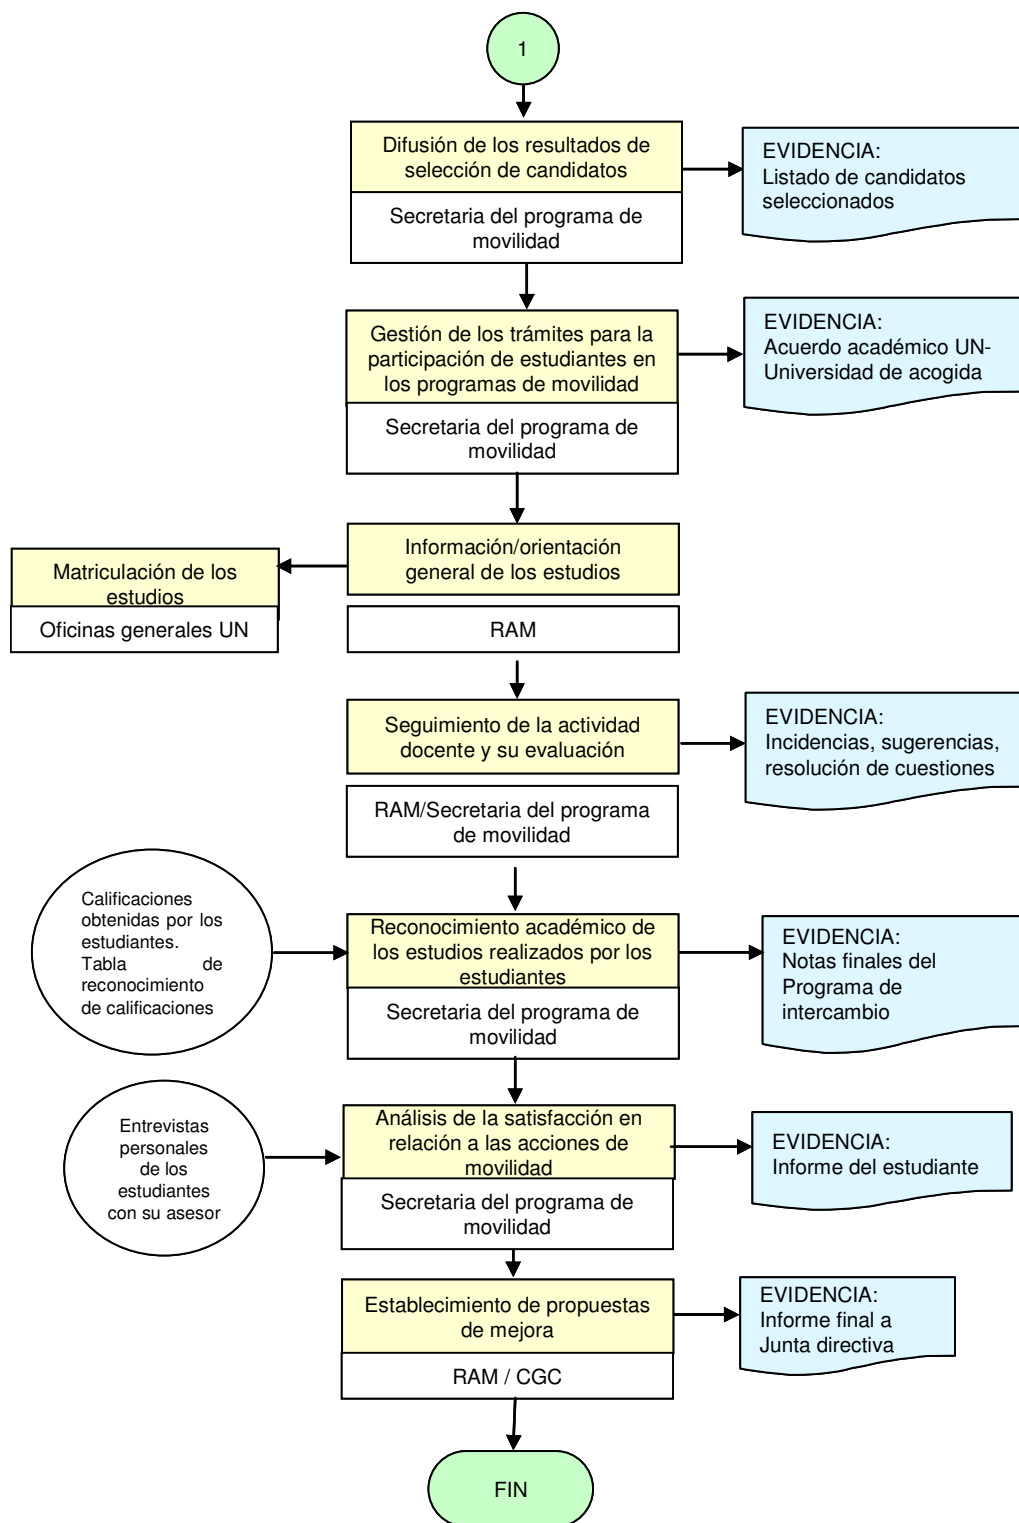 1
Difusión de los resultados de
selección de candidatos
Secretaria del programa de
movilidad
EVIDENCIA:
Listado de candidatos
seleccionados
Gestión de los trámites para la
participación de estudiantes en
los programas de movilidad
Secretaria del programa de
movilidad
EVIDENCIA:
Acuerdo académico UN-
Universidad de acogida
Información/orientación
general de los estudios
RAM
Matriculación de los
estudios
Oficinas generales UN
Seguimiento de la actividad
docente y su evaluación
RAM/Secretaria del programa
de movilidad
EVIDENCIA:
Incidencias, sugerencias,
resolución de cuestiones
Calificaciones
obtenidas por los
estudiantes.
Tabla de
reconocimiento
de calificaciones
Reconocimiento académico de
los estudios realizados por los
estudiantes
Secretaria del programa de
movilidad
EVIDENCIA:
Notas finales del
Programa de
intercambio
Entrevistas
personales
de los
estudiantes
con su asesor
Análisis de la satisfacción en
relación a las acciones de
movilidad
Secretaria del programa de
movilidad
EVIDENCIA:
Informe del estudiante
Establecimiento de propuestas
de mejora
RAM / CGC
EVIDENCIA:
Informe final a
Junta directiva
FIN